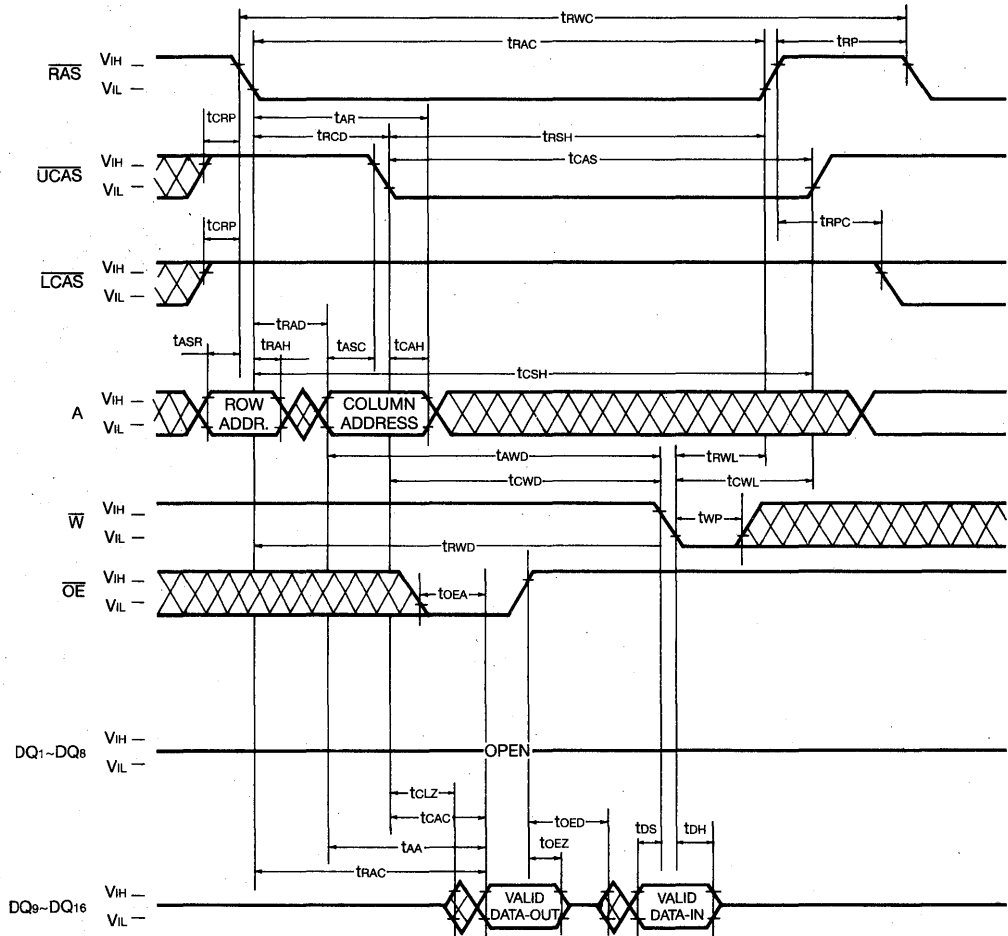 tRWC
tRAC
tRP
RAS
VIH
VIL
tCRP
tAR
tRCD
tRSH
UCAS
VIH
VIL
tCAS
tCRP
tRPC
LCAS
VIH
VIL
tRAD
tASR
tRAH
tASC
tCAH
tCSH
A
VIH
VIL
ROW
ADDR.
COLUMN
ADDRESS
tAWD
tRWL
tCWD
tCWL
W
VIH
VIL
tWP
tRWD
OE
VIH
VIL
tOEA
DQ1~DQ8
VIH
VIL
OPEN
tCLZ
tCAC
tOED
tDS
tDH
tAA
tOEZ
tRAC
DQ9~DQ16
VIH
VIL
VALID
DATA-OUT
VALID
DATA-IN